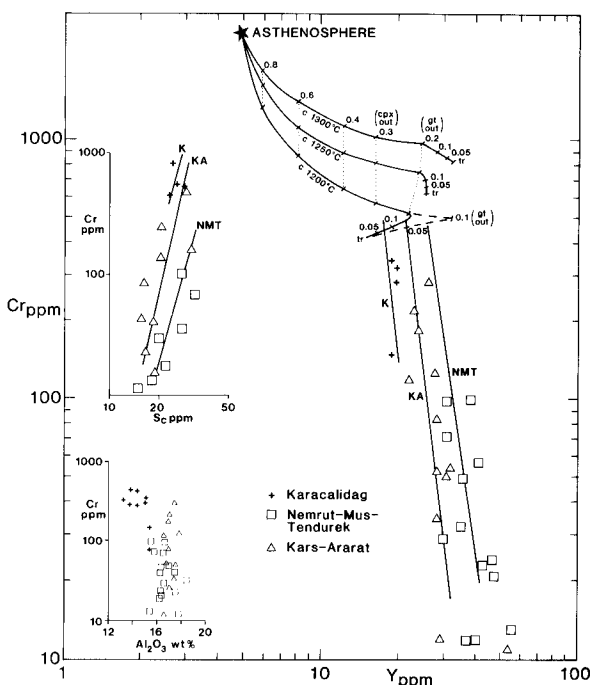 ASTHENOSPHERE
0.8
0.6
0.4
(cpx out)
0.3
(gt out)
0.2
0.1
0.05
tr
c 1300°C
c 1250°C
0.1
0.05
tr
c 1200°C
0.1
0.05
tr
0.05
0.1 (gt out)
1000
100
10
Cr ppm
1
10
100
Y ppm
K
KA
NMT
K
KA
NMT
1000
Cr
ppm
100
10
20
50
Sc ppm
1000
Cr
ppm
100
10
12
16
20
Al2O3 wt %
+ Karacalidag
□ Nemrut-Mus-
Tendurek
△ Kars-Ararat